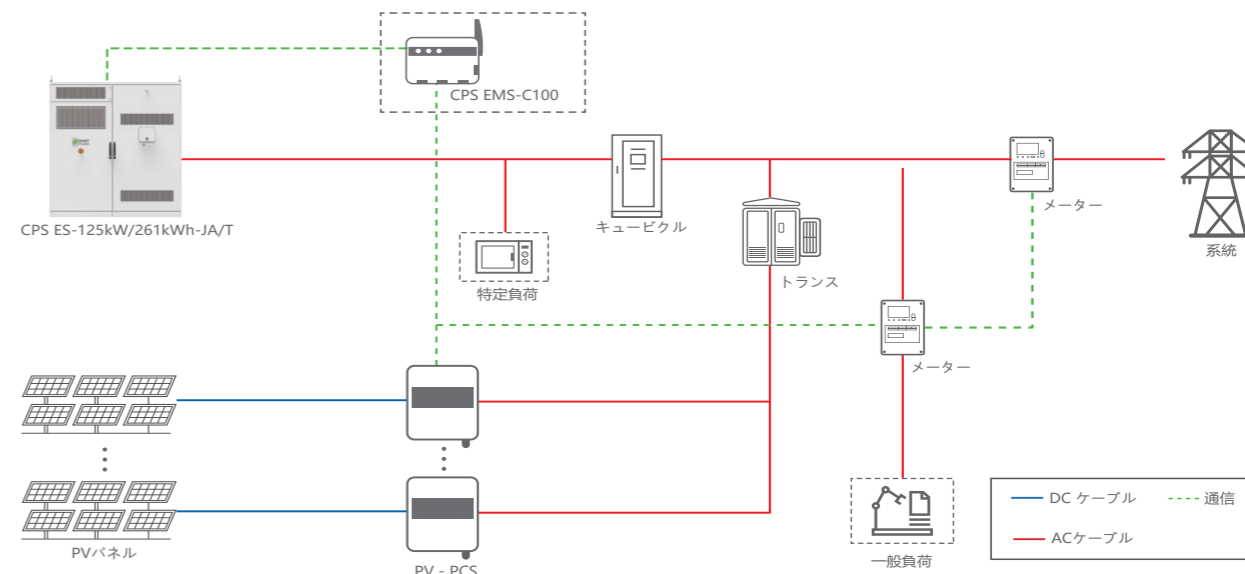 CPS EMS-C100
CPS ES-125kW/261kWh-JA/T
キュービクル
メーター
系統
特定負荷
トランス
メーター
PVパネル
PV - PCS
一般負荷
DC ケーブル
通信
ACケーブル